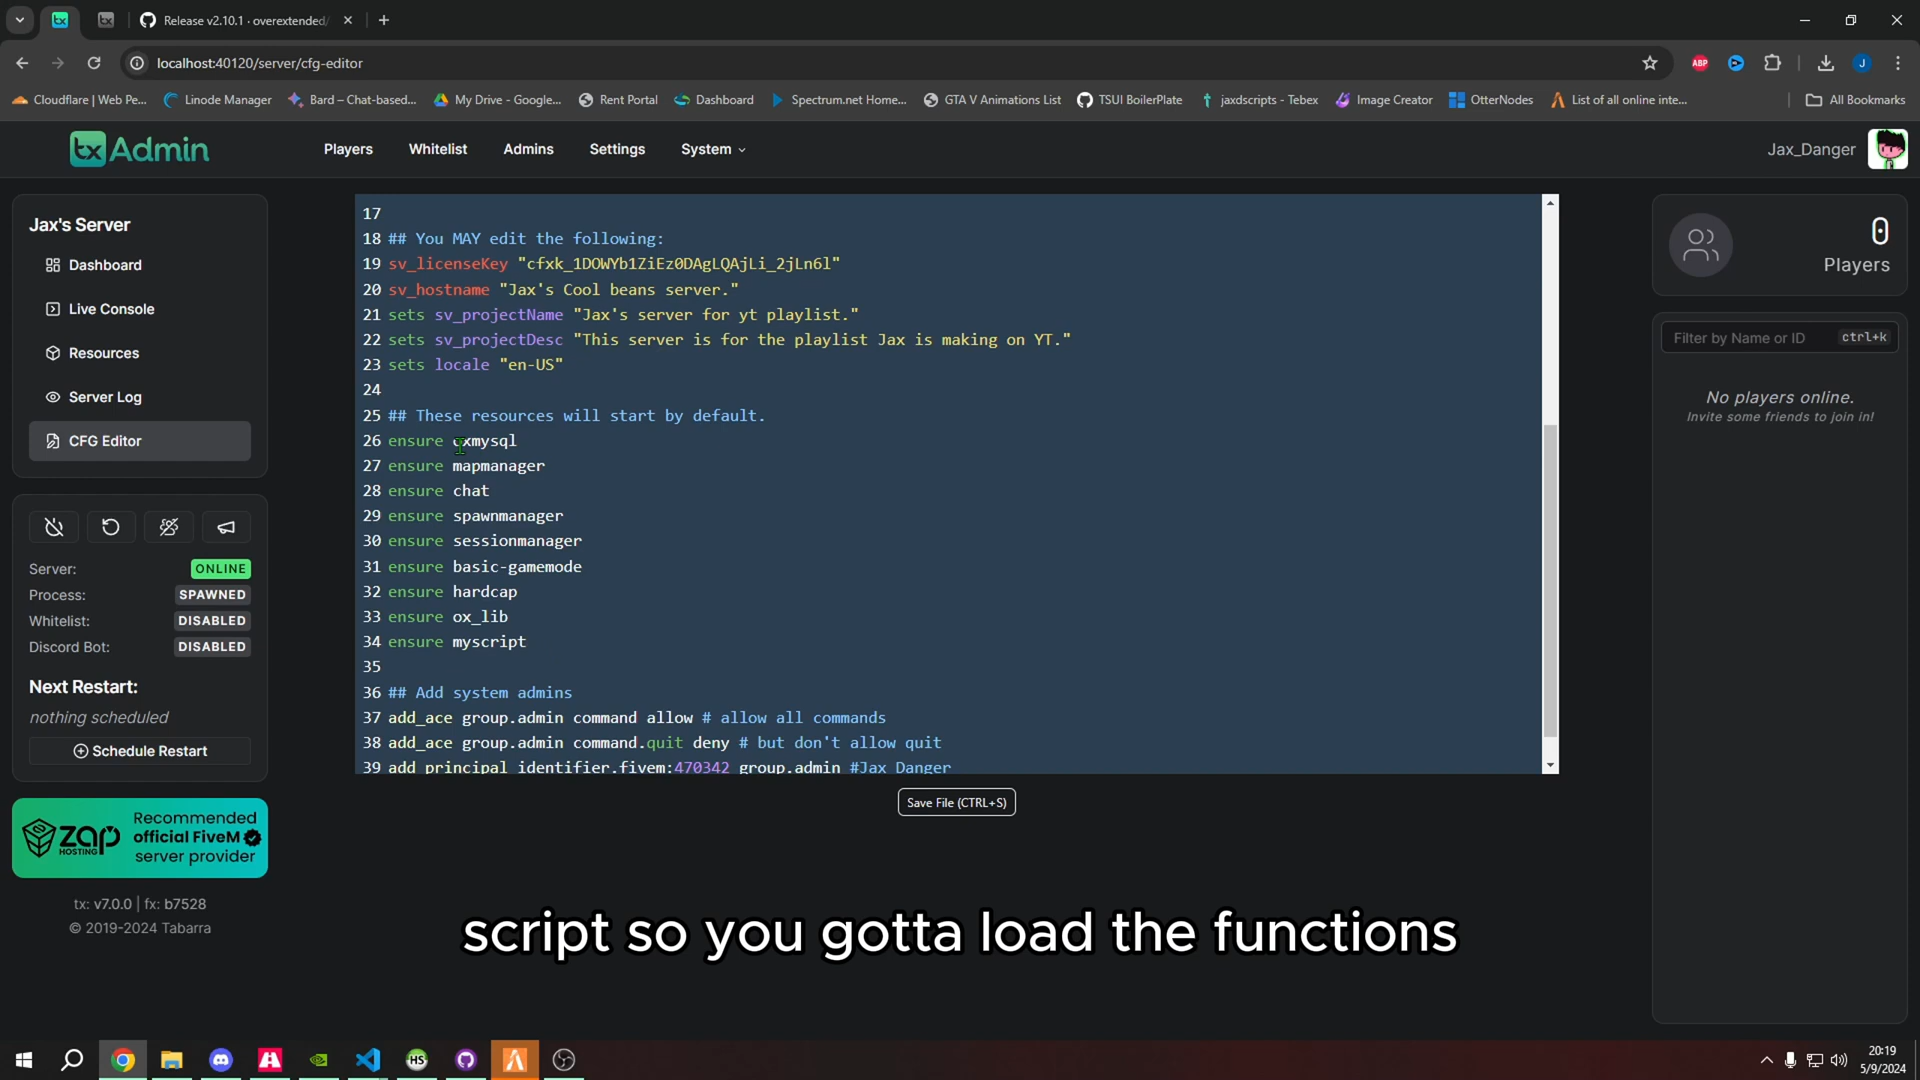 Release v2.10.1 · overextended/
localhost:40120/server/cfg-editor
ABP
J
Cloudflare | Web Pe...
Linode Manager
Bard – Chat-based...
My Drive - Google...
Rent Portal
Dashboard
Spectrum.net Home...
GTA V Animations List
TSUI BoilerPlate
jaxdscripts - Tebex
Image Creator
OtterNodes
List of all online inte...
All Bookmarks
tx Admin
Players
Whitelist
Admins
Settings
System
Jax_Danger
Jax's Server
Dashboard
Live Console
Resources
Server Log
CFG Editor
Server: ONLINE
Process: SPAWNED
Whitelist: DISABLED
Discord Bot: DISABLED
Next Restart:
nothing scheduled
Schedule Restart
ZAP HOSTING
Recommended
official FiveM
server provider
tx: v7.0.0 | fx: b7528
© 2019-2024 Tabarra
17
18 ## You MAY edit the following:
19 sv_licenseKey "cfxk_1DOWYb1ZiEz0DAgLQAjLi_2jLn6l"
20 sv_hostname "Jax's Cool beans server."
21 sets sv_projectName "Jax's server for yt playlist."
22 sets sv_projectDesc "This server is for the playlist Jax is making on YT."
23 sets locale "en-US"
24
25 ## These resources will start by default.
26 ensure oxmysql
27 ensure mapmanager
28 ensure chat
29 ensure spawnmanager
30 ensure sessionmanager
31 ensure basic-gamemode
32 ensure hardcap
33 ensure ox_lib
34 ensure myscript
35
36 ## Add system admins
37 add_ace group.admin command allow # allow all commands
38 add_ace group.admin command.quit deny # but don't allow quit
39 add_principal identifier.fivem:470342 group.admin #Jax_Danger
Save File (CTRL+S)
0
Players
Filter by Name or ID ctrl+k
No players online.
Invite some friends to join in!
script so you gotta load the functions
HS
20:19
5/9/2024